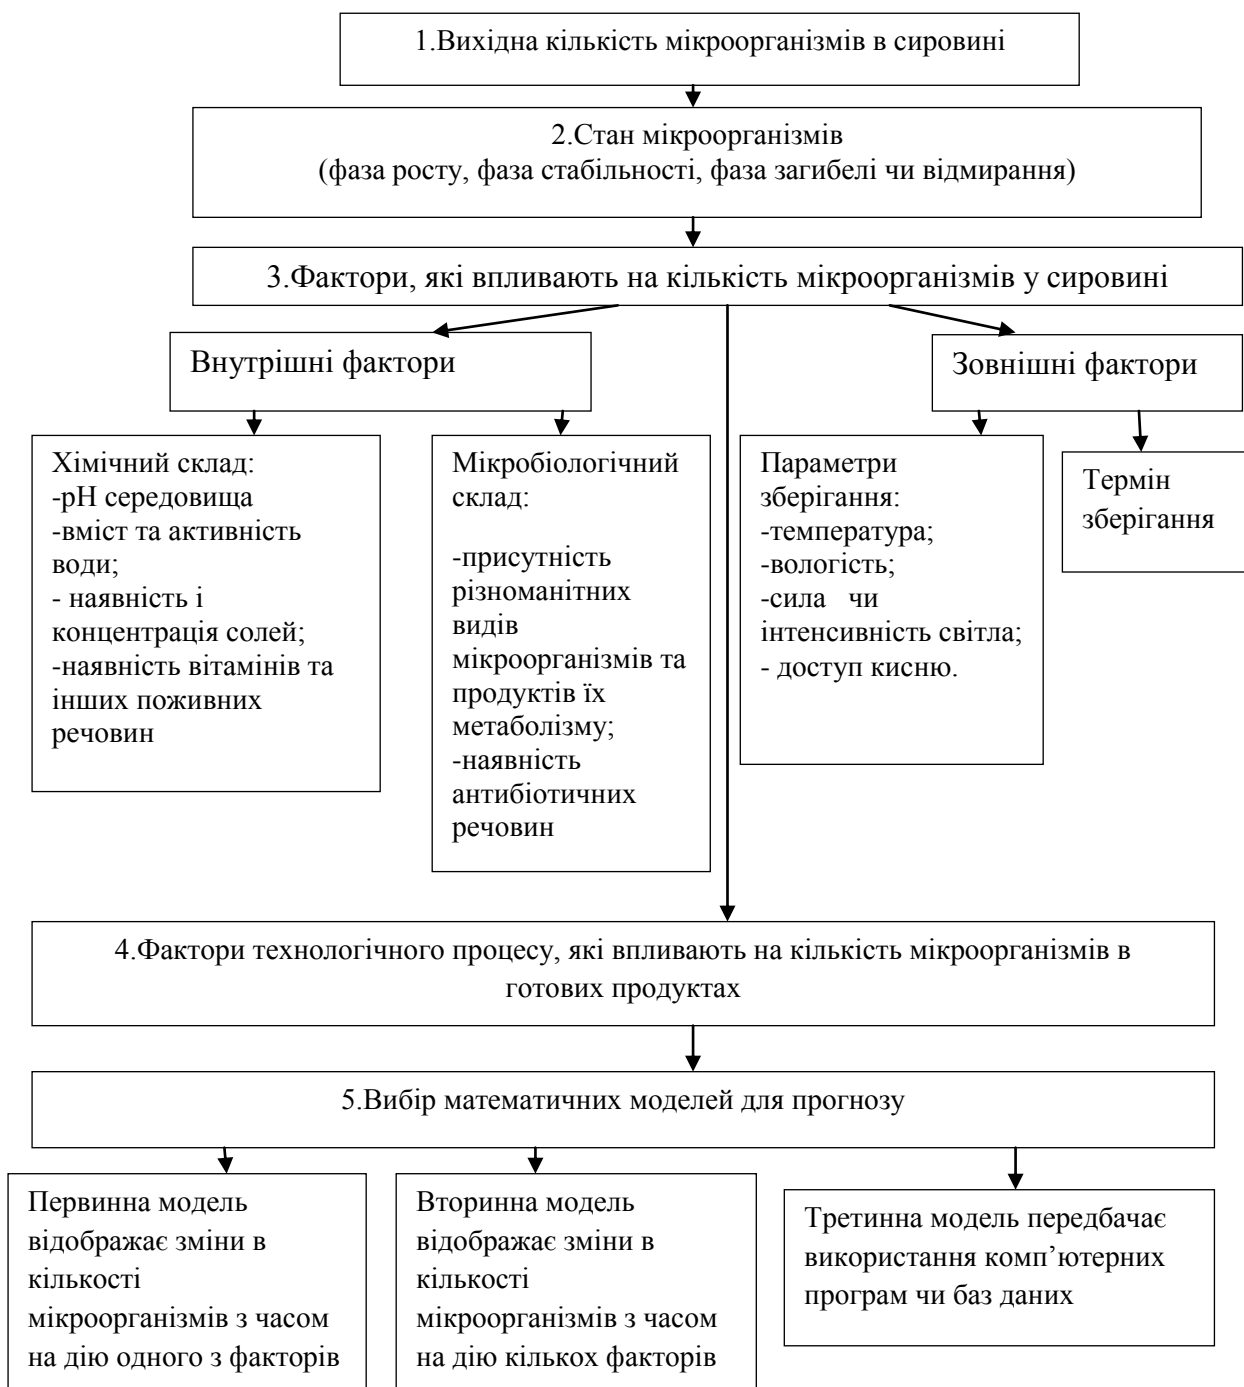 1.Вихідна кількість мікроорганізмів в сировині
2.Стан мікроорганізмів
(фаза росту, фаза стабільності, фаза загибелі чи відмирання)
3.Фактори, які впливають на кількість мікроорганізмів у сировині
Внутрішні фактори
Зовнішні фактори
Хімічний склад:
-рН середовища
-вміст та активність
води;
- наявність і
концентрація солей;
-наявність вітамінів та
інших поживних
речовин
Мікробіологічний
склад:
-присутність
різноманітних
видів
мікроорганізмів та
продуктів їх
метаболізму;
-наявність
антибіотичних
речовин
Параметри
зберігання:
-температура;
-вологість;
-сила чи
інтенсивність світла;
- доступ кисню.
Термін
зберігання
4.Фактори технологічного процесу, які впливають на кількість мікроорганізмів в
готових продуктах
5.Вибір математичних моделей для прогнозу
Первинна модель
відображає зміни в
кількості
мікроорганізмів з часом
на дію одного з факторів
Вторинна модель
відображає зміни в
кількості
мікроорганізмів з часом
на дію кількох факторів
Третинна модель передбачає
використання комп’ютерних
програм чи баз даних